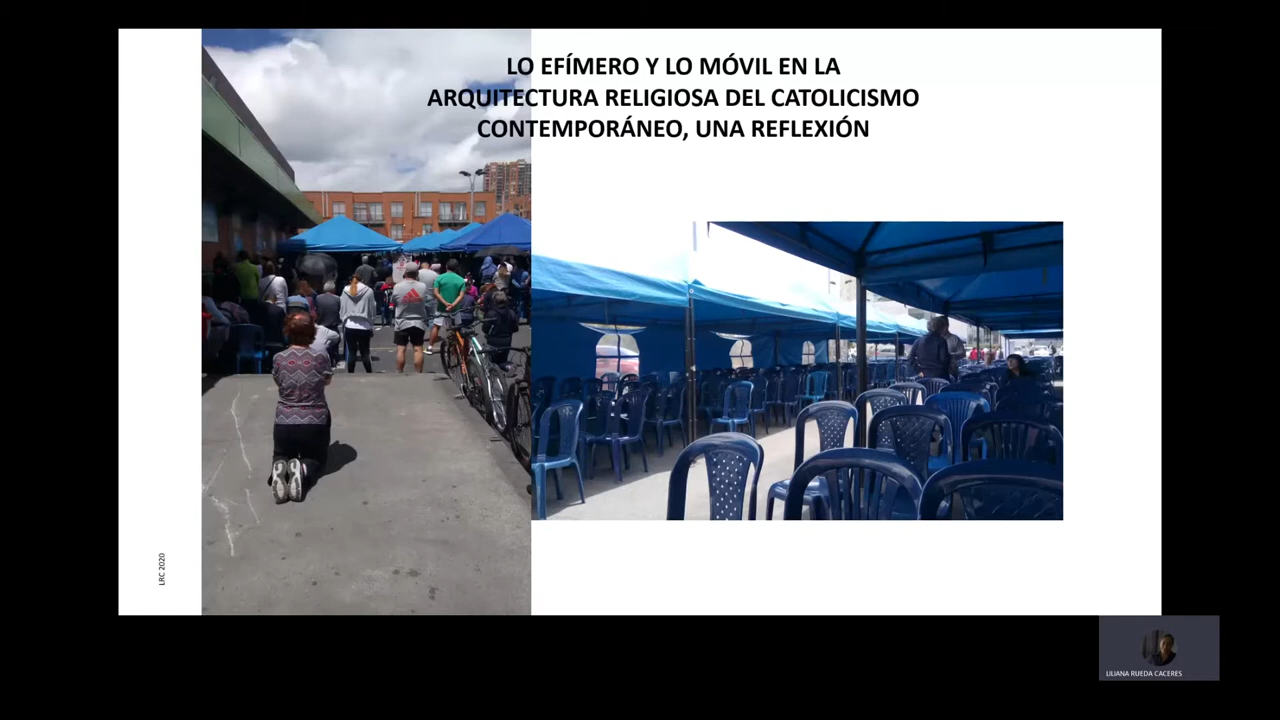 LO EFÍMERO Y LO MÓVIL EN LA
ARQUITECTURA RELIGIOSA DEL CATOLICISMO
CONTEMPORÁNEO, UNA REFLEXIÓN
LRC 2020
LILIANA RUEDA CACERES